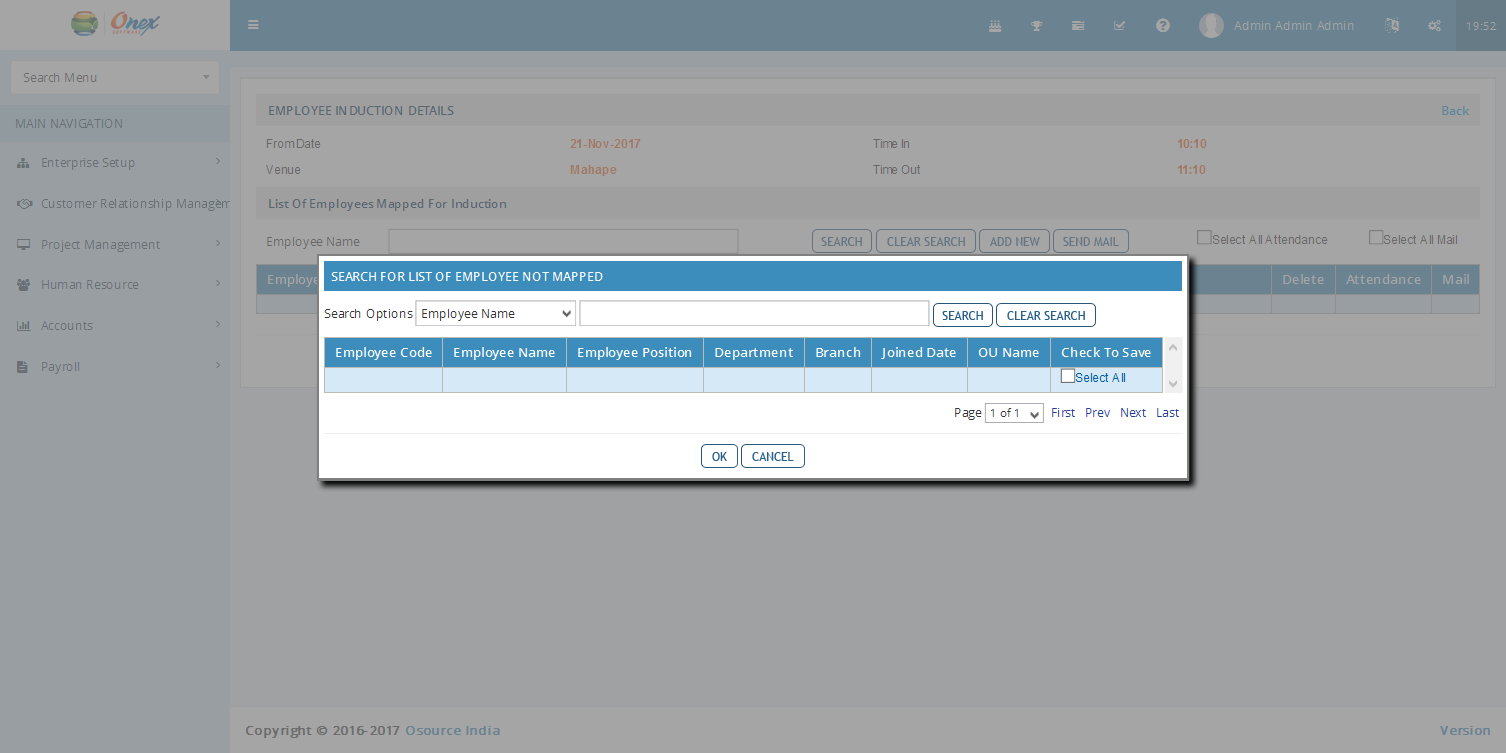 Onex
SOFTWARE
Admin Admin Admin
19:52
Search Menu
MAIN NAVIGATION
Enterprise Setup
Customer Relationship Managem
Project Management
Human Resource
Accounts
Payroll
EMPLOYEE INDUCTION DETAILS
Back
From Date 21-Nov-2017 Time In 10:10
Venue Mahape Time Out 11:10
List Of Employees Mapped For Induction
Employee Name SEARCH CLEAR SEARCH ADD NEW SEND MAIL Select All Attendance Select All Mail
Employe Delete Attendance Mail
SEARCH FOR LIST OF EMPLOYEE NOT MAPPED
Search Options Employee Name SEARCH CLEAR SEARCH
Employee Code Employee Name Employee Position Department Branch Joined Date OU Name Check To Save
Select All
Page 1 of 1 First Prev Next Last
OK CANCEL
Copyright © 2016-2017 Osource India
Version